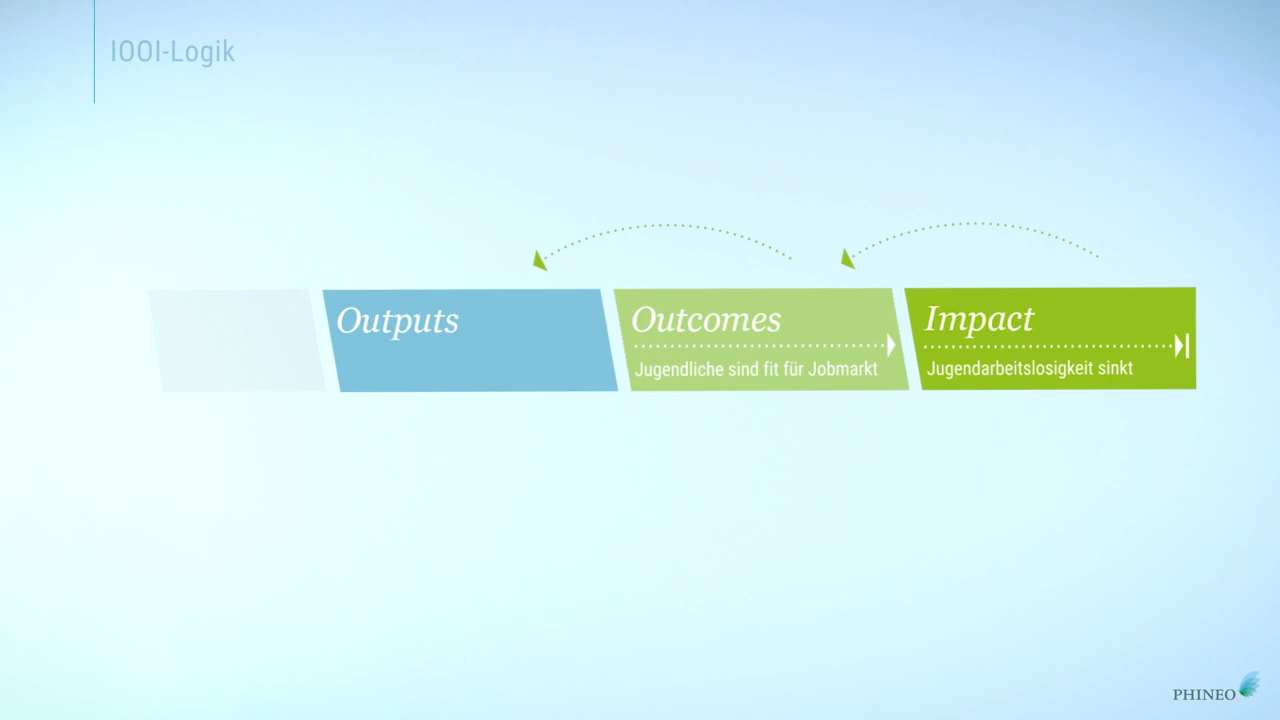 IOOI-Logik
Outputs
Outcomes
Jugendliche sind fit für Jobmarkt
Impact
Jugendarbeitslosigkeit sinkt
PHINEO